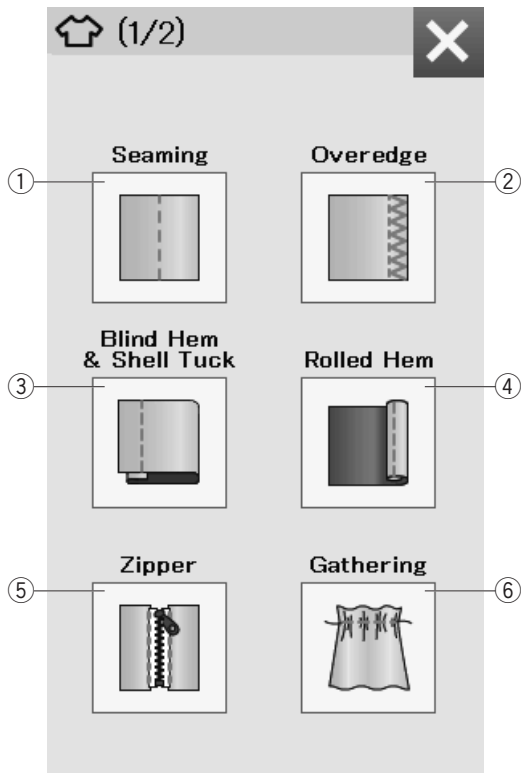 (1/2)
Seaming
Overedge
① ②
Blind Hem
& Shell Tuck
Rolled Hem
③ ④
Zipper
Gathering
⑤ ⑥